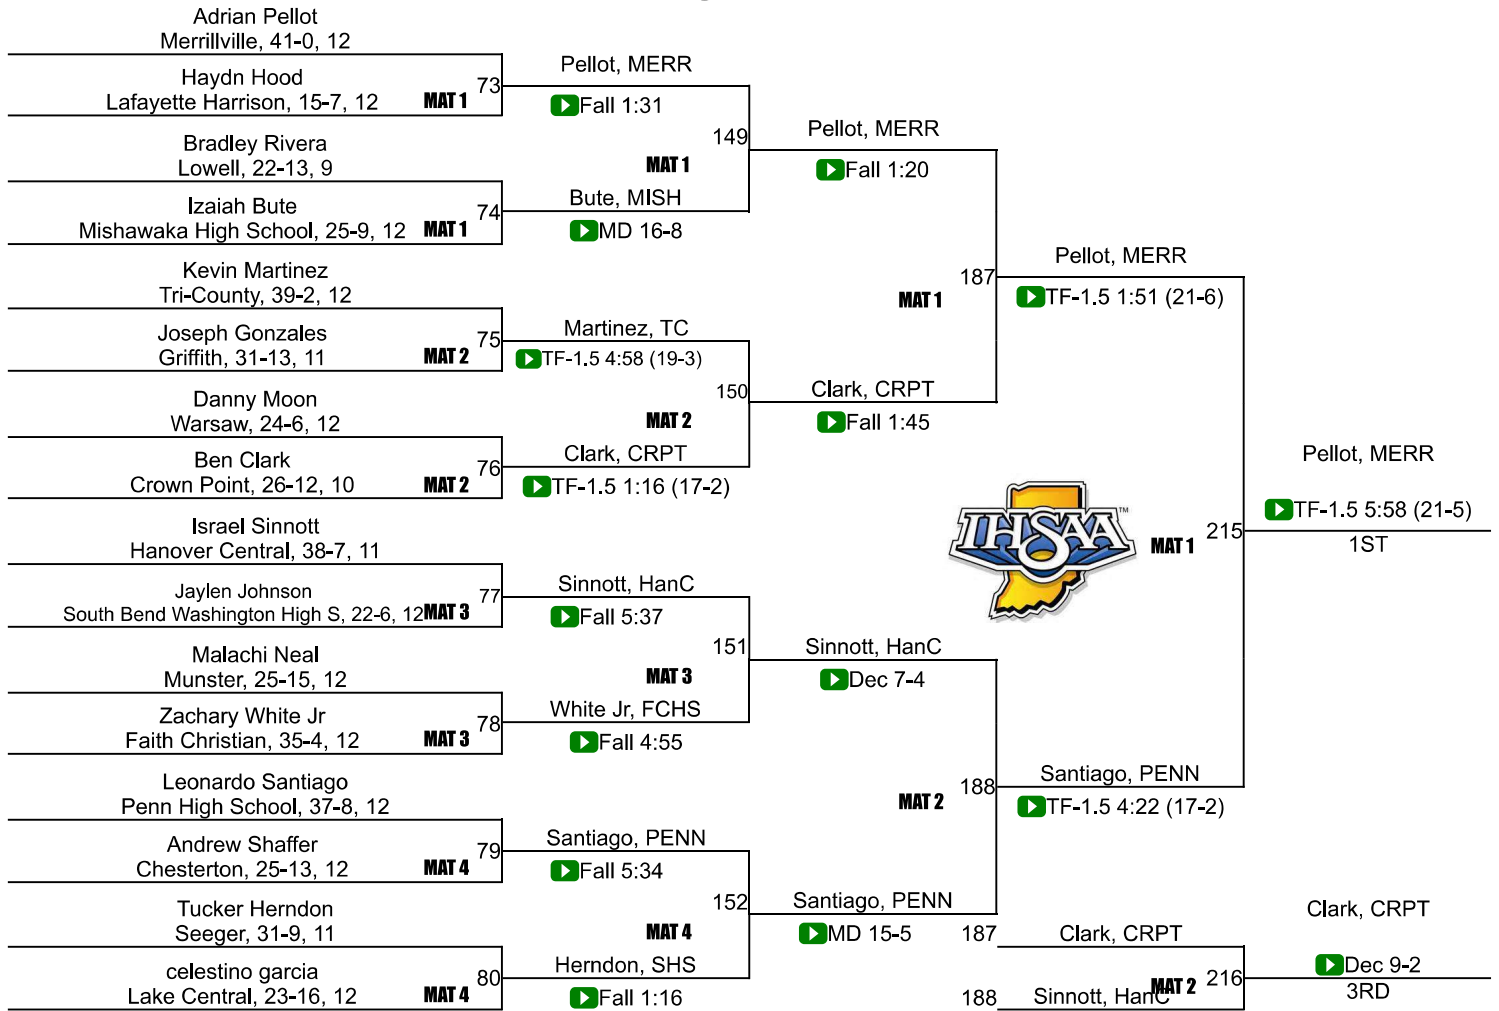 Adrian Pellot
Merrillville, 41-0, 12
Haydn Hood
Lafayette Harrison, 15-7, 12
MAT 1
73
Pellot, MERR
Fall 1:31
Bradley Rivera
Lowell, 22-13, 9
Izaiah Bute
Mishawaka High School, 25-9, 12
MAT 1
74
Bute, MISH
MD 16-8
149
MAT 1
Pellot, MERR
Fall 1:20
Kevin Martinez
Tri-County, 39-2, 12
Joseph Gonzales
Griffith, 31-13, 11
MAT 2
75
Martinez, TC
TF-1.5 4:58 (19-3)
Danny Moon
Warsaw, 24-6, 12
Ben Clark
Crown Point, 26-12, 10
MAT 2
76
Clark, CRPT
TF-1.5 1:16 (17-2)
150
MAT 2
Clark, CRPT
Fall 1:45
187
MAT 1
Pellot, MERR
TF-1.5 1:51 (21-6)
Israel Sinnott
Hanover Central, 38-7, 11
Jaylen Johnson
South Bend Washington High S, 22-6, 12
MAT 3
77
Sinnott, HanC
Fall 5:37
Malachi Neal
Munster, 25-15, 12
Zachary White Jr
Faith Christian, 35-4, 12
MAT 3
78
White Jr, FCHS
Fall 4:55
151
MAT 3
Sinnott, HanC
Dec 7-4
Leonardo Santiago
Penn High School, 37-8, 12
Andrew Shaffer
Chesterton, 25-13, 12
MAT 4
79
Santiago, PENN
Fall 5:34
Tucker Herndon
Seeger, 31-9, 11
celestino garcia
Lake Central, 23-16, 12
MAT 4
80
Herndon, SHS
Fall 1:16
152
MAT 4
Santiago, PENN
MD 15-5
188
MAT 2
Santiago, PENN
TF-1.5 4:22 (17-2)
IHSAA
TM
MAT 1
215
Pellot, MERR
TF-1.5 5:58 (21-5)
1ST
187
Clark, CRPT
188
Sinnott, HanC
MAT 2
216
Clark, CRPT
Dec 9-2
3RD